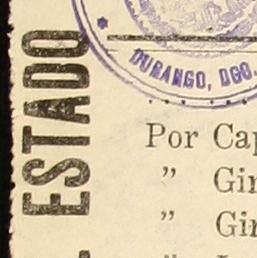 ESTADO
DURANGO, DGO.
Por Cap
" Gir
" Gir